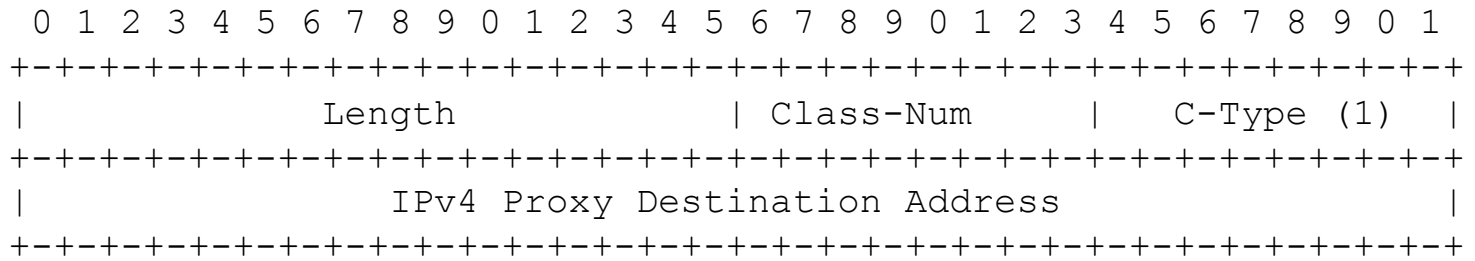 0 1 2 3 4 5 6 7 8 9 0 1 2 3 4 5 6 7 8 9 0 1 2 3 4 5 6 7 8 9 0 1
+-+-+-+-+-+-+-+-+-+-+-+-+-+-+-+-+-+-+-+-+-+-+-+-+-+-+-+-+-+-+-+-+
|             Length            | Class-Num     |   C-Type (1)  |
+-+-+-+-+-+-+-+-+-+-+-+-+-+-+-+-+-+-+-+-+-+-+-+-+-+-+-+-+-+-+-+-+
|                IPv4 Proxy Destination Address                 |
+-+-+-+-+-+-+-+-+-+-+-+-+-+-+-+-+-+-+-+-+-+-+-+-+-+-+-+-+-+-+-+-+